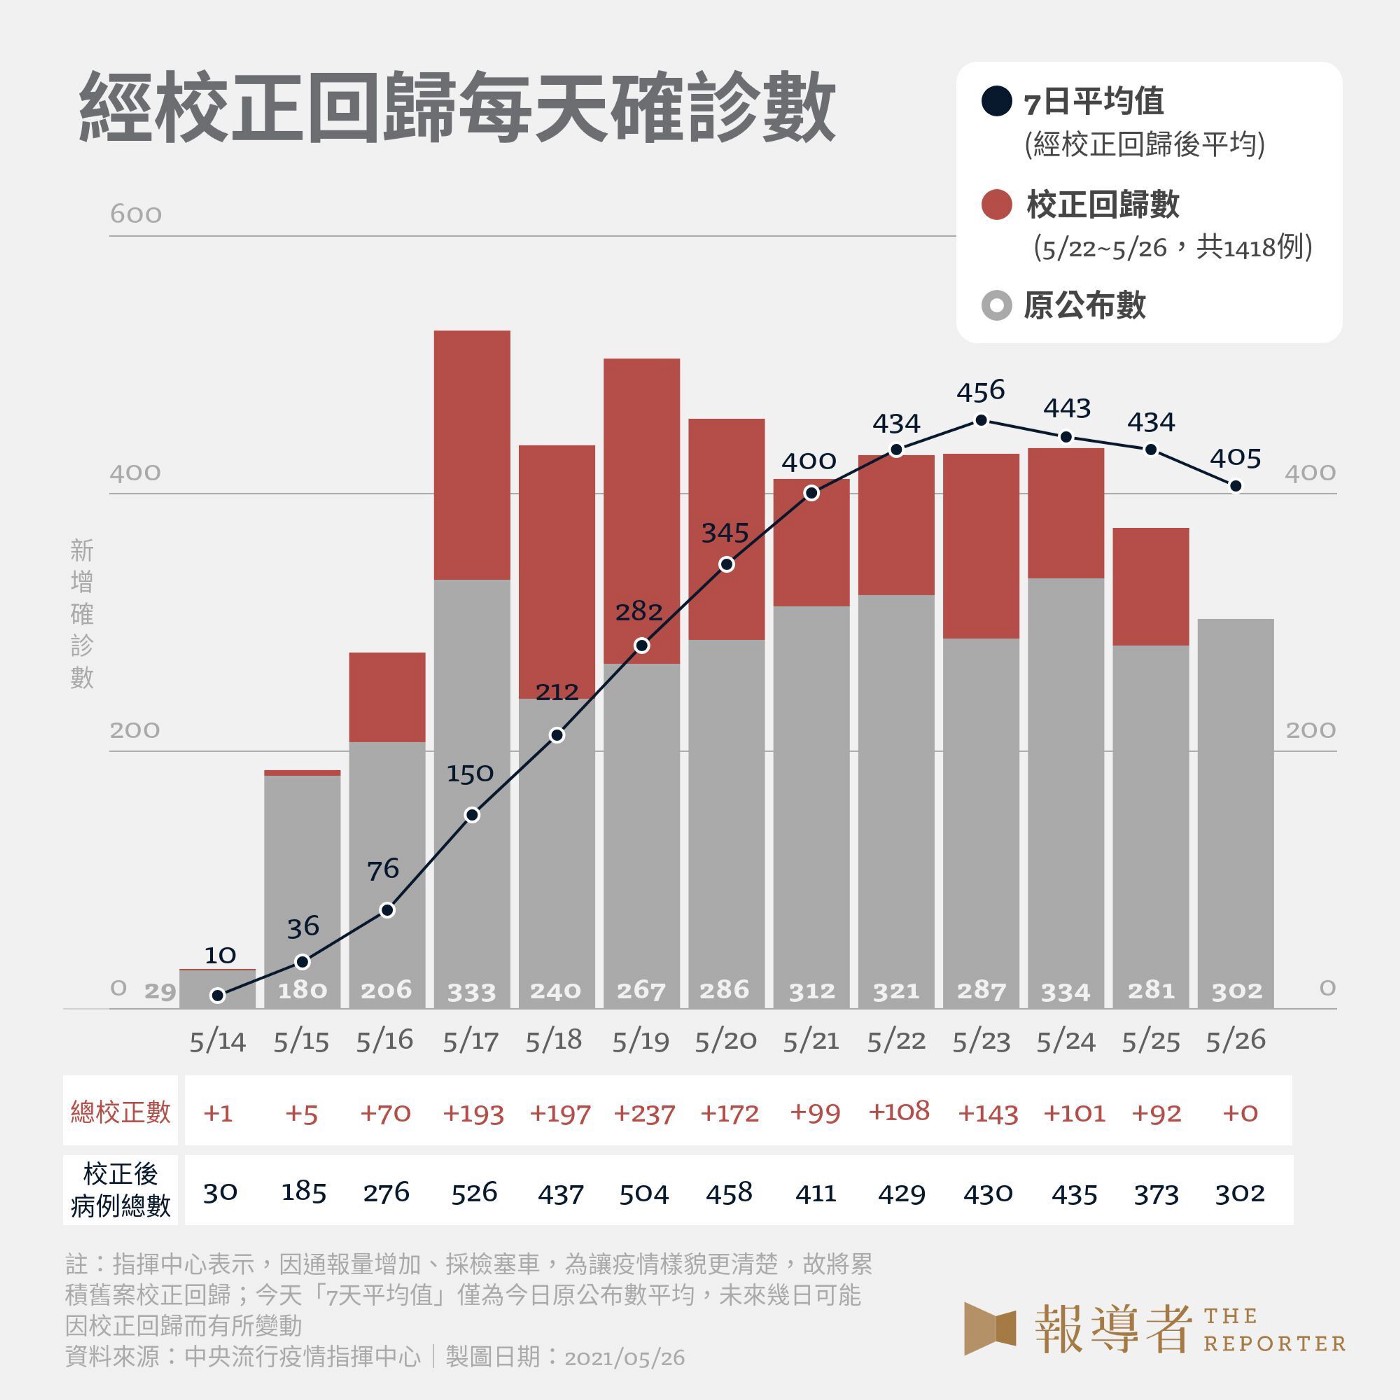 經校正回歸每天確診數
7日平均值
(經校正回歸後平均)
校正回歸數
(5/22~5/26，共1418例)
原公布數
600
400
400
200
200
0
0
新增確診數
10
36
76
150
212
282
345
400
434
456
443
434
405
29 180 206 333 240 267 286 312 321 287 334 281 302
5/14 5/15 5/16 5/17 5/18 5/19 5/20 5/21 5/22 5/23 5/24 5/25 5/26
總校正數 +1 +5 +70 +193 +197 +237 +172 +99 +108 +143 +101 +92 +0
校正後
病例總數 30 185 276 526 437 504 458 411 429 430 435 373 302
註：指揮中心表示，因通報量增加、採檢塞車，為讓疫情樣貌更清楚，故將累
積舊案校正回歸；今天「7天平均值」僅為今日原公布數平均，未來幾日可能
因校正回歸而有所變動
資料來源：中央流行疫情指揮中心｜製圖日期：2021/05/26
報導者 THE
REPORTER